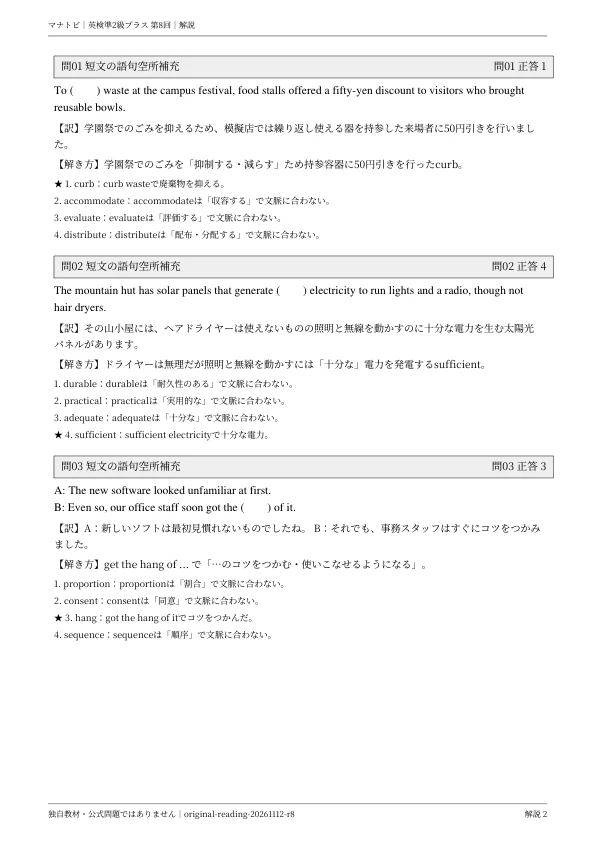 マナトビ｜英検準2級プラス 第8回｜解説
問01 短文の語句空所補充 問01 正答 1
To (　　) waste at the campus festival, food stalls offered a fifty-yen discount to visitors who brought
reusable bowls.
【訳】学園祭でのごみを抑えるため、模擬店では繰り返し使える器を持参した来場者に50円引きを行いまし
た。
【解き方】学園祭でのごみを「抑制する・減らす」ため持参容器に50円引きを行ったcurb。
★ 1. curb：curb wasteで廃棄物を抑える。
2. accommodate：accommodateは「収容する」で文脈に合わない。
3. evaluate：evaluateは「評価する」で文脈に合わない。
4. distribute：distributeは「配布・分配する」で文脈に合わない。
問02 短文の語句空所補充 問02 正答 4
The mountain hut has solar panels that generate (　　) electricity to run lights and a radio, though not
hair dryers.
【訳】その山小屋には、ヘアドライヤーは使えないものの照明と無線を動かすのに十分な電力を生む太陽光
パネルがあります。
【解き方】ドライヤーは無理だが照明と無線を動かすには「十分な」電力を発電するsufficient。
1. durable：durableは「耐久性のある」で文脈に合わない。
2. practical：practicalは「実用的な」で文脈に合わない。
3. adequate：adequateは「十分な」で文脈に合わない。
★ 4. sufficient：sufficient electricityで十分な電力。
問03 短文の語句空所補充 問03 正答 3
A: The new software looked unfamiliar at first.
B: Even so, our office staff soon got the (　　) of it.
【訳】A：新しいソフトは最初見慣れないものでしたね。 B：それでも、事務スタッフはすぐにコツをつかみ
ました。
【解き方】get the hang of … で「…のコツをつかむ・使いこなせるようになる」。
1. proportion：proportionは「割合」で文脈に合わない。
2. consent：consentは「同意」で文脈に合わない。
★ 3. hang：got the hang of itでコツをつかんだ。
4. sequence：sequenceは「順序」で文脈に合わない。
独自教材・公式問題ではありません｜original-reading-20261112-r8 解説 2